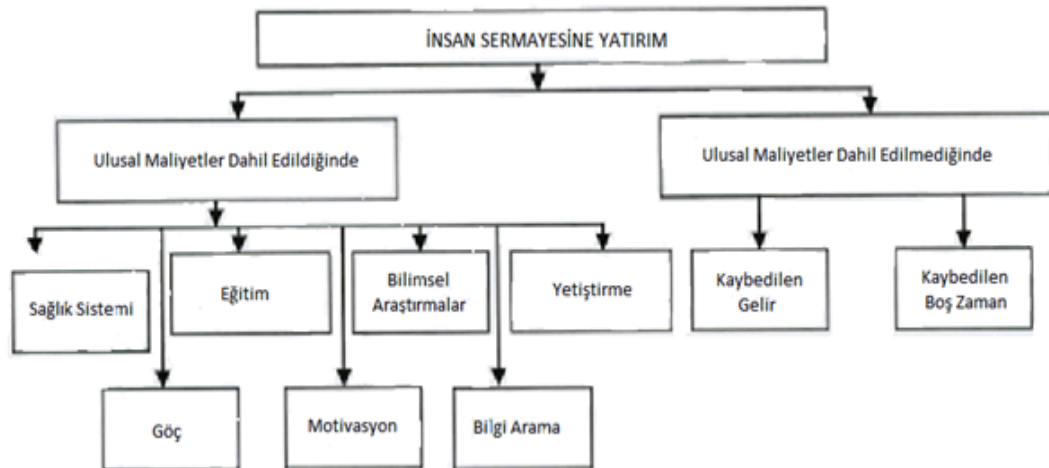 İNSAN SERMAYESİNE YATIRIM
Ulusal Maliyetler Dahil Edildiğinde
Ulusal Maliyetler Dahil Edilmediğinde
Sağlık Sistemi
Eğitim
Bilimsel
Araştırmalar
Yetiştirme
Kaybedilen
Gelir
Kaybedilen
Boş Zaman
Göç
Motivasyon
Bilgi Arama